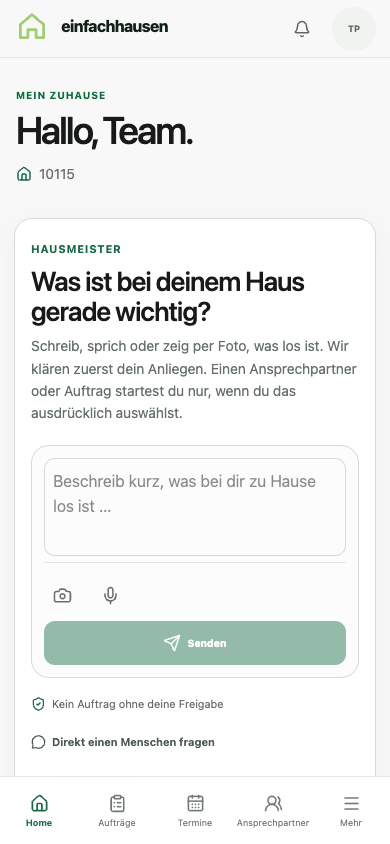 einfachhausen
TP
MEIN ZUHAUSE
Hallo, Team.
10115
HAUSMEISTER
Was ist bei deinem Haus
gerade wichtig?
Schreib, sprich oder zeig per Foto, was los ist. Wir
klären zuerst dein Anliegen. Einen Ansprechpartner
oder Auftrag startest du nur, wenn du das
ausdrücklich auswählst.
Beschreib kurz, was bei dir zu Hause
los ist ...
Senden
Kein Auftrag ohne deine Freigabe
Direkt einen Menschen fragen
Home Aufträge Termine Ansprechpartner Mehr